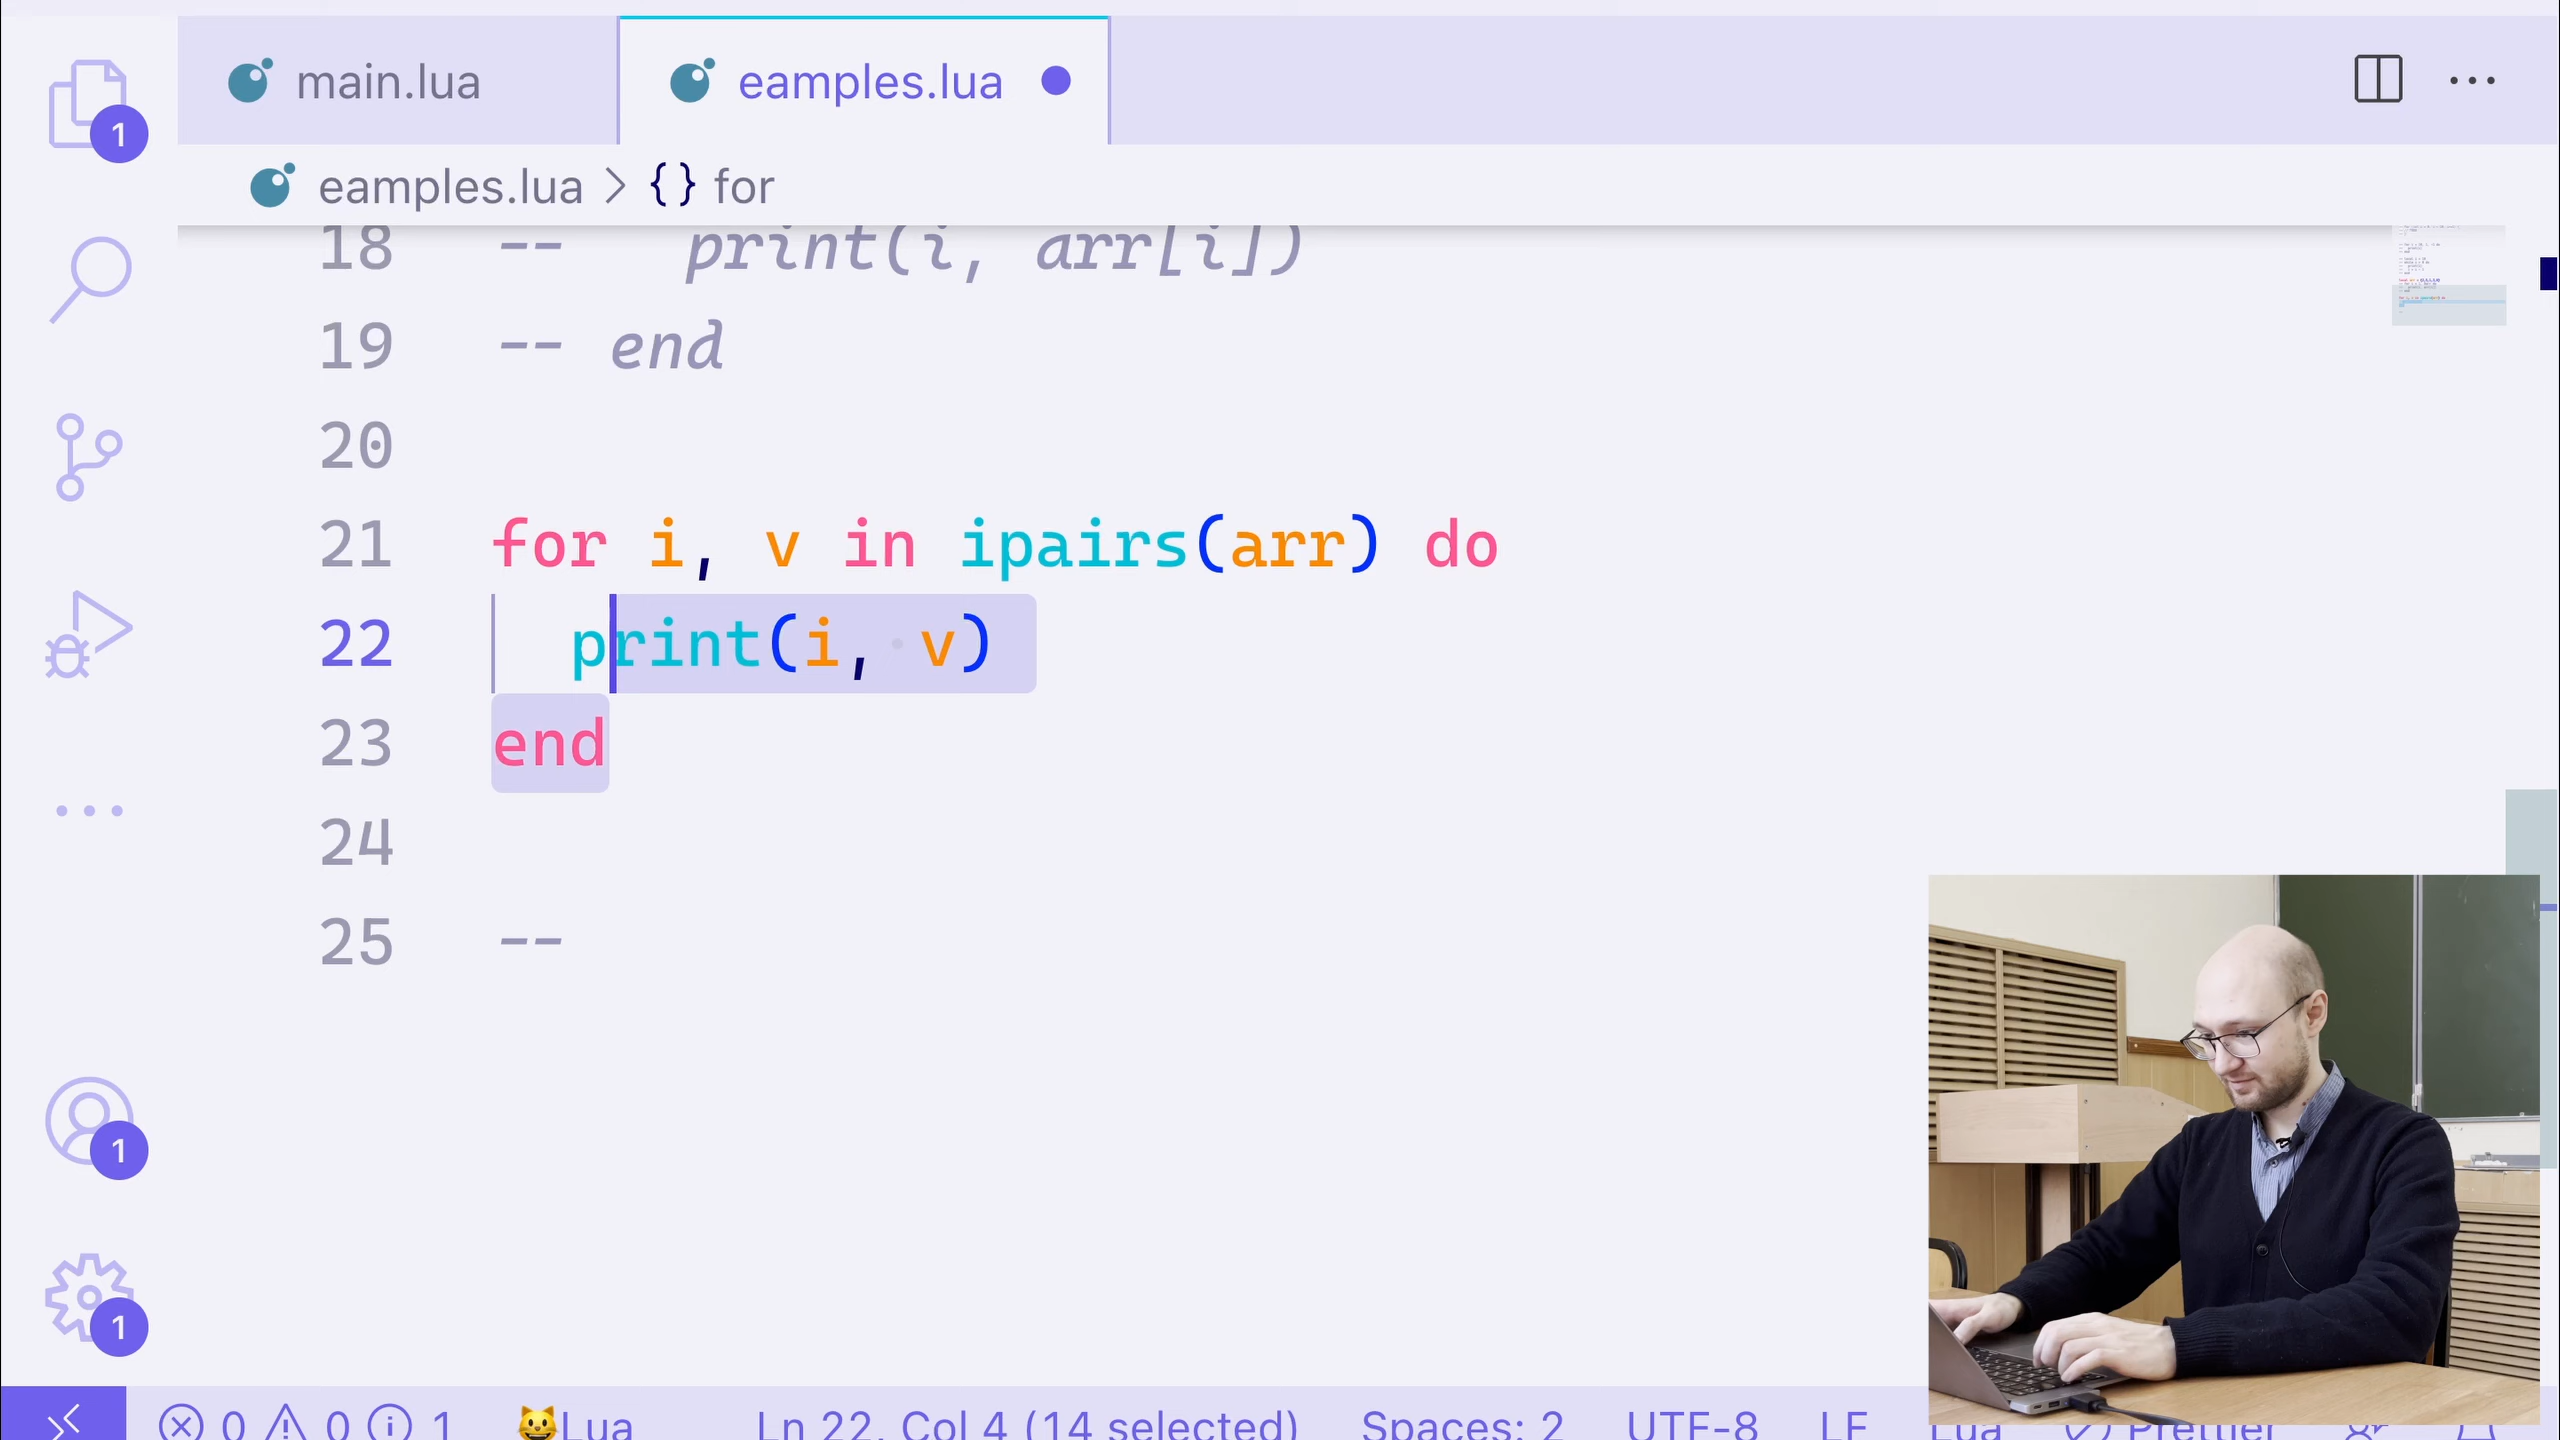 main.lua
eamples.lua
eamples.lua > {} for
18 -- print(i, arr[i])
19 -- end
20
21 for i, v in ipairs(arr) do
22 print(i, v)
23 end
24
25 --
1
1
1
0 0 1 Lua Ln 22, Col 4 (14 selected) Spaces: 2 UTF-8 LF Lua Prettier